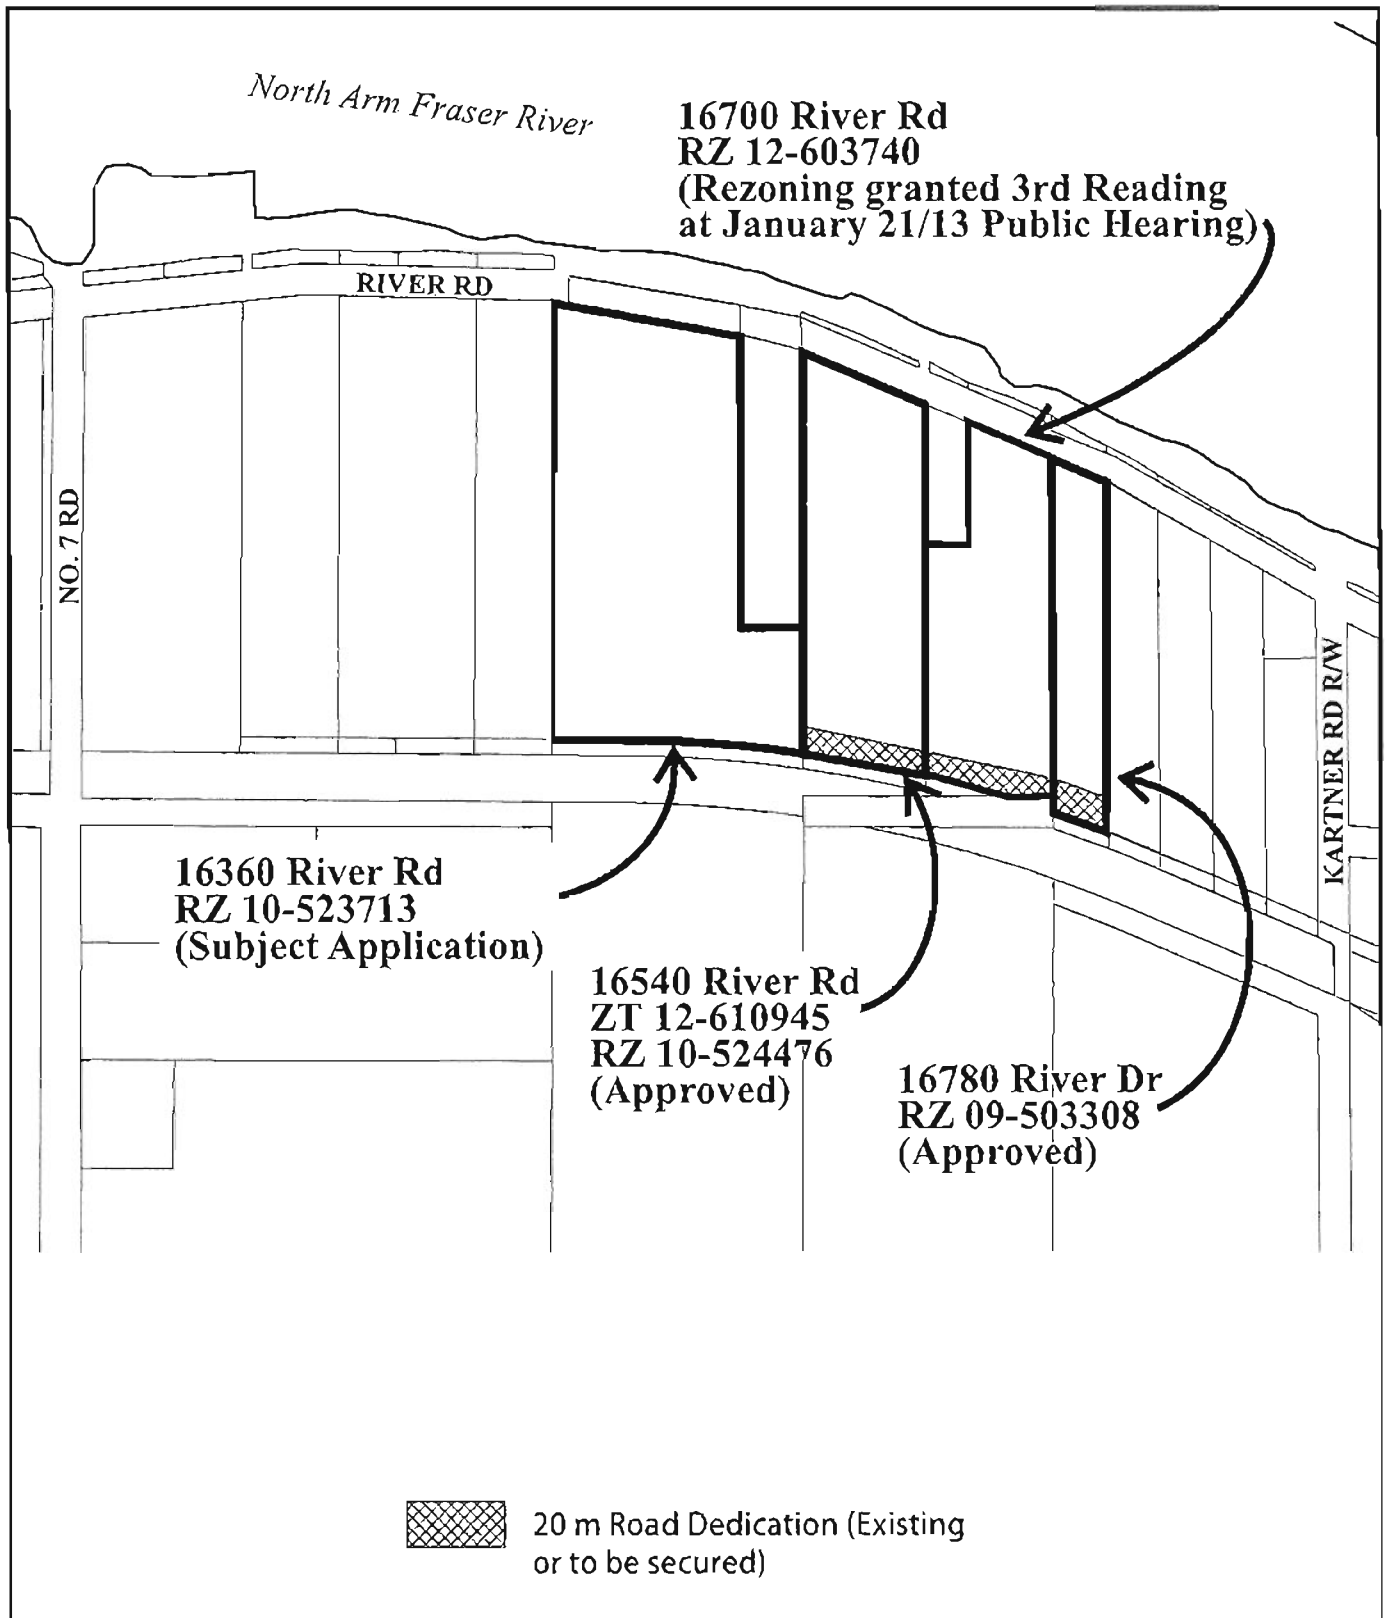 North Arm Fraser River
16700 River Rd
RZ 12-603740
(Rezoning granted 3rd Reading
at January 21/13 Public Hearing)
RIVER RD
NO. 7 RD
KARTNER RD R/W
16360 River Rd
RZ 10-523713
(Subject Application)
16540 River Rd
ZT 12-610945
RZ 10-524476
(Approved)
16780 River Dr
RZ 09-503308
(Approved)
20 m Road Dedication (Existing
or to be secured)